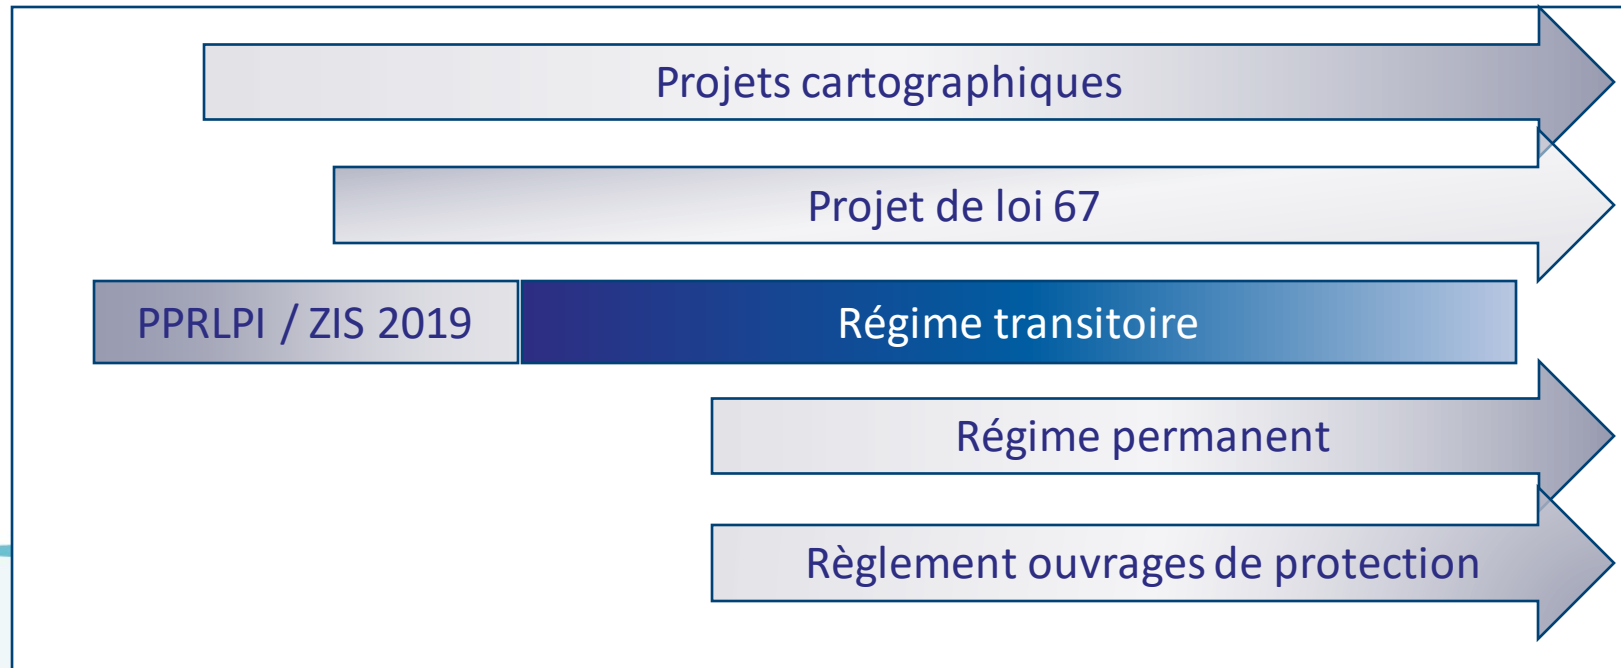 Projets cartographiques
Projet de loi 67
PPRLPI / ZIS 2019
Régime transitoire
Régime permanent
Règlement ouvrages de protection